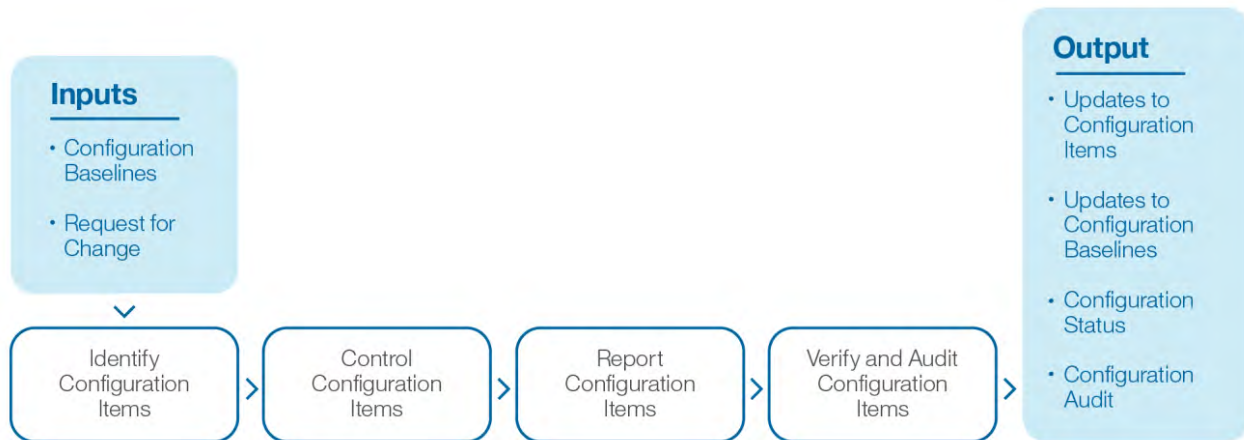 Inputs
• Configuration
Baselines
• Request for
Change
Identify
Configuration
Items
Control
Configuration
Items
Report
Configuration
Items
Verify and Audit
Configuration
Items
Output
• Updates to
Configuration
Items
• Updates to
Configuration
Baselines
• Configuration
Status
• Configuration
Audit